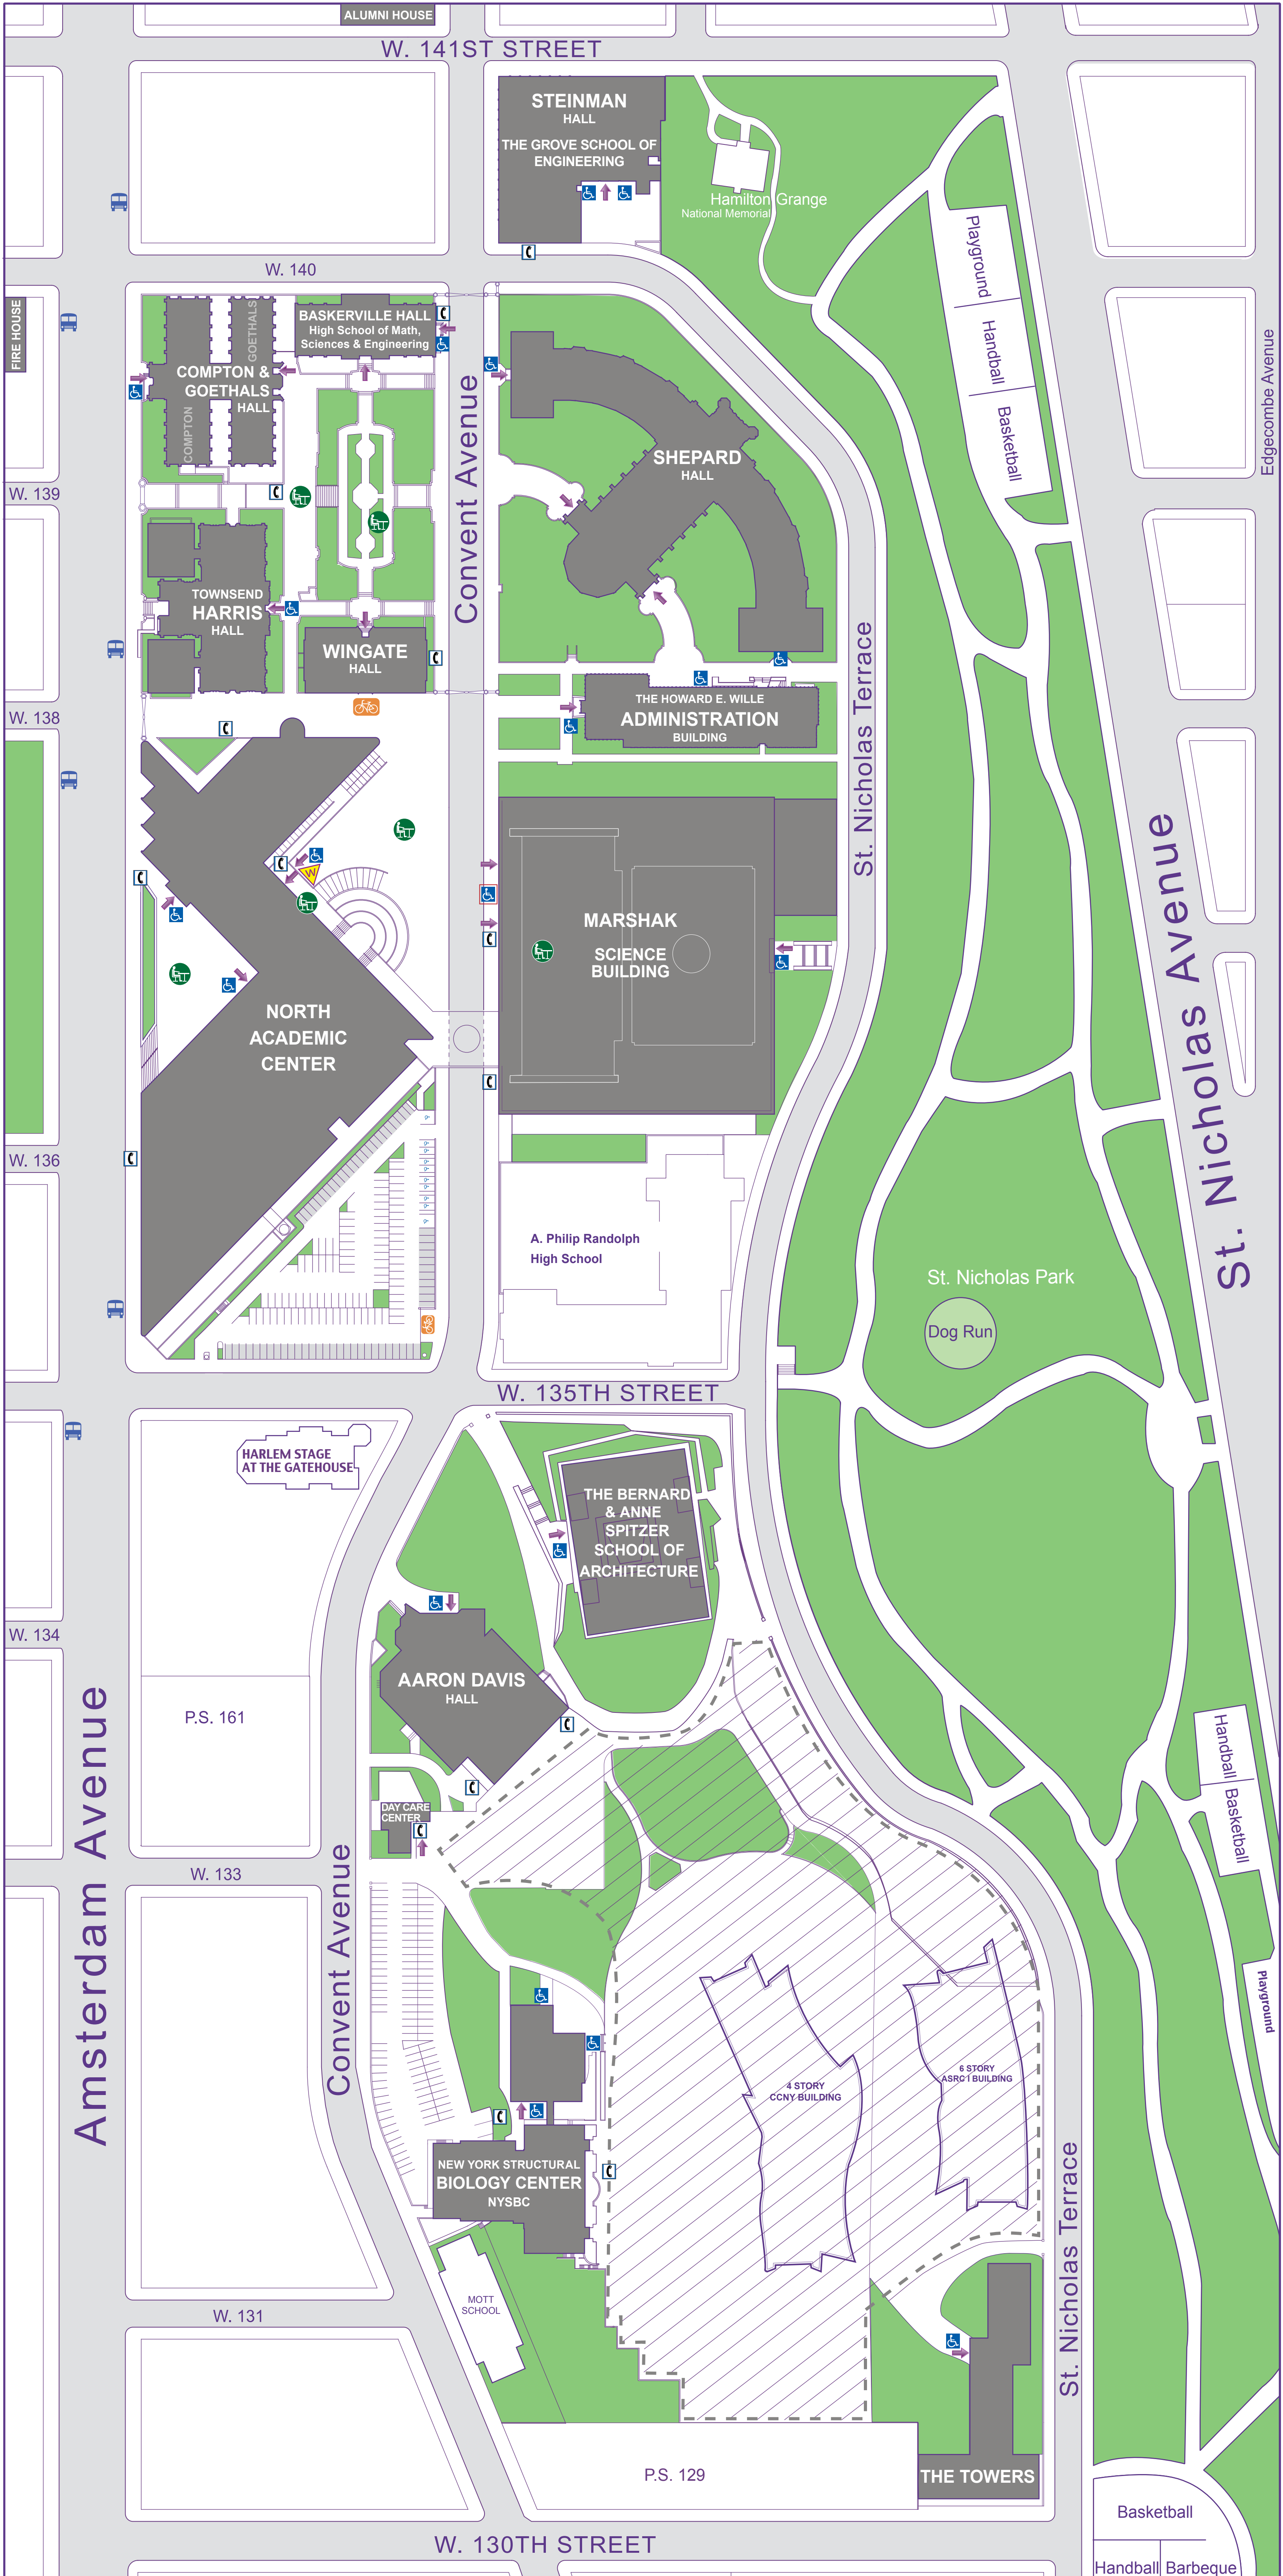 ALUMNI HOUSE
W. 141ST STREET
STEINMAN
HALL
THE GROVE SCHOOL OF
ENGINEERING
Hamilton Grange
National Memorial
W. 140
Playground
Handball
Basketball
Edgecombe Avenue
FIRE HOUSE
BASKERVILLE HALL
High School of Math,
Sciences & Engineering
GOETHALS
COMPTON &
GOETHALS
HALL
COMPTON
Convent Avenue
SHEPARD
HALL
W. 139
TOWNSEND
HARRIS
HALL
WINGATE
HALL
St. Nicholas Terrace
THE HOWARD E. WILLE
ADMINISTRATION
BUILDING
W. 138
St. Nicholas Avenue
W
MARSHAK
SCIENCE
BUILDING
NORTH
ACADEMIC
CENTER
W. 136
A. Philip Randolph
High School
St. Nicholas Park
Dog Run
W. 135TH STREET
HARLEM STAGE
AT THE GATEHOUSE
THE BERNARD
& ANNE
SPITZER
SCHOOL OF
ARCHITECTURE
W. 134
AARON DAVIS
HALL
P.S. 161
Amsterdam Avenue
Handball
Basketball
DAY CARE
CENTER
W. 133
Convent Avenue
Playground
6 STORY
ASRC I BUILDING
4 STORY
CCNY BUILDING
NEW YORK STRUCTURAL
BIOLOGY CENTER
NYSBC
St. Nicholas Terrace
MOTT
SCHOOL
W. 131
P.S. 129
THE TOWERS
Basketball
W. 130TH STREET
Handball
Barbeque